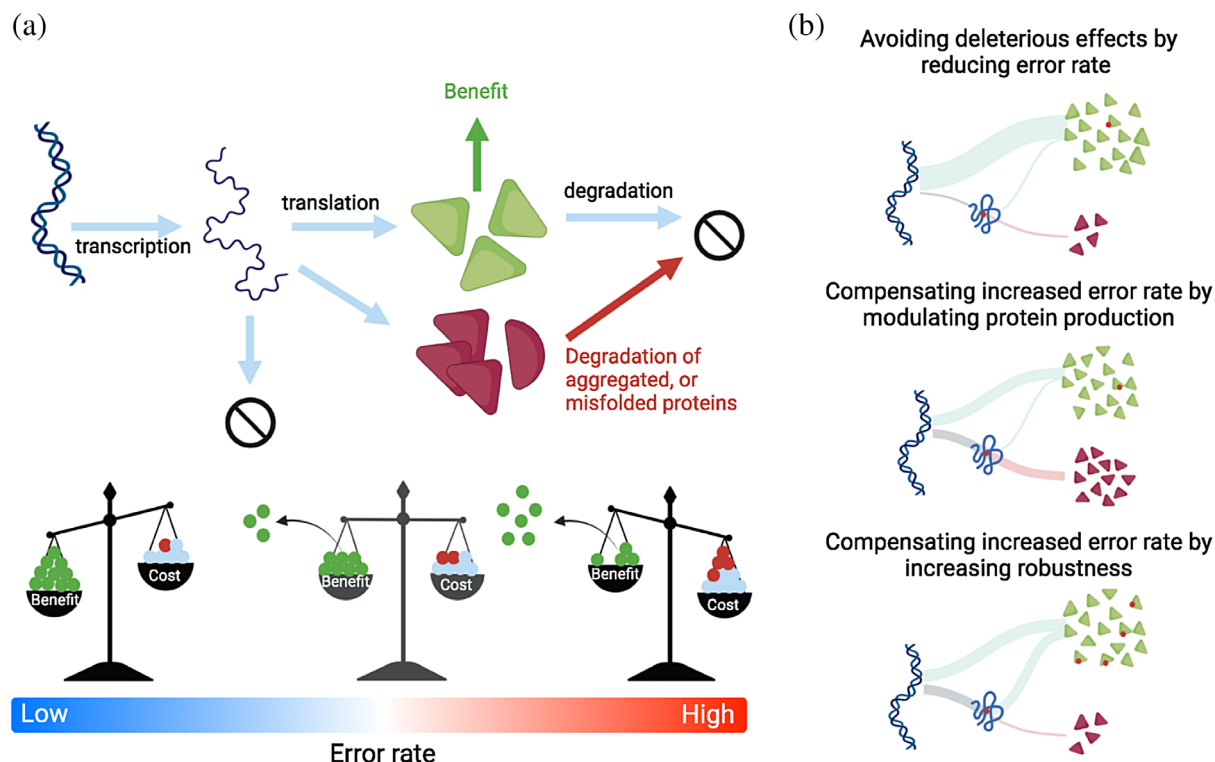 (a)
Benefit
transcription
translation
degradation
Degradation of
aggregated, or
misfolded proteins
Benefit
Cost
Benefit
Cost
Benefit
Cost
Low
High
Error rate
(b)
Avoiding deleterious effects by
reducing error rate
Compensating increased error rate by
modulating protein production
Compensating increased error rate by
increasing robustness